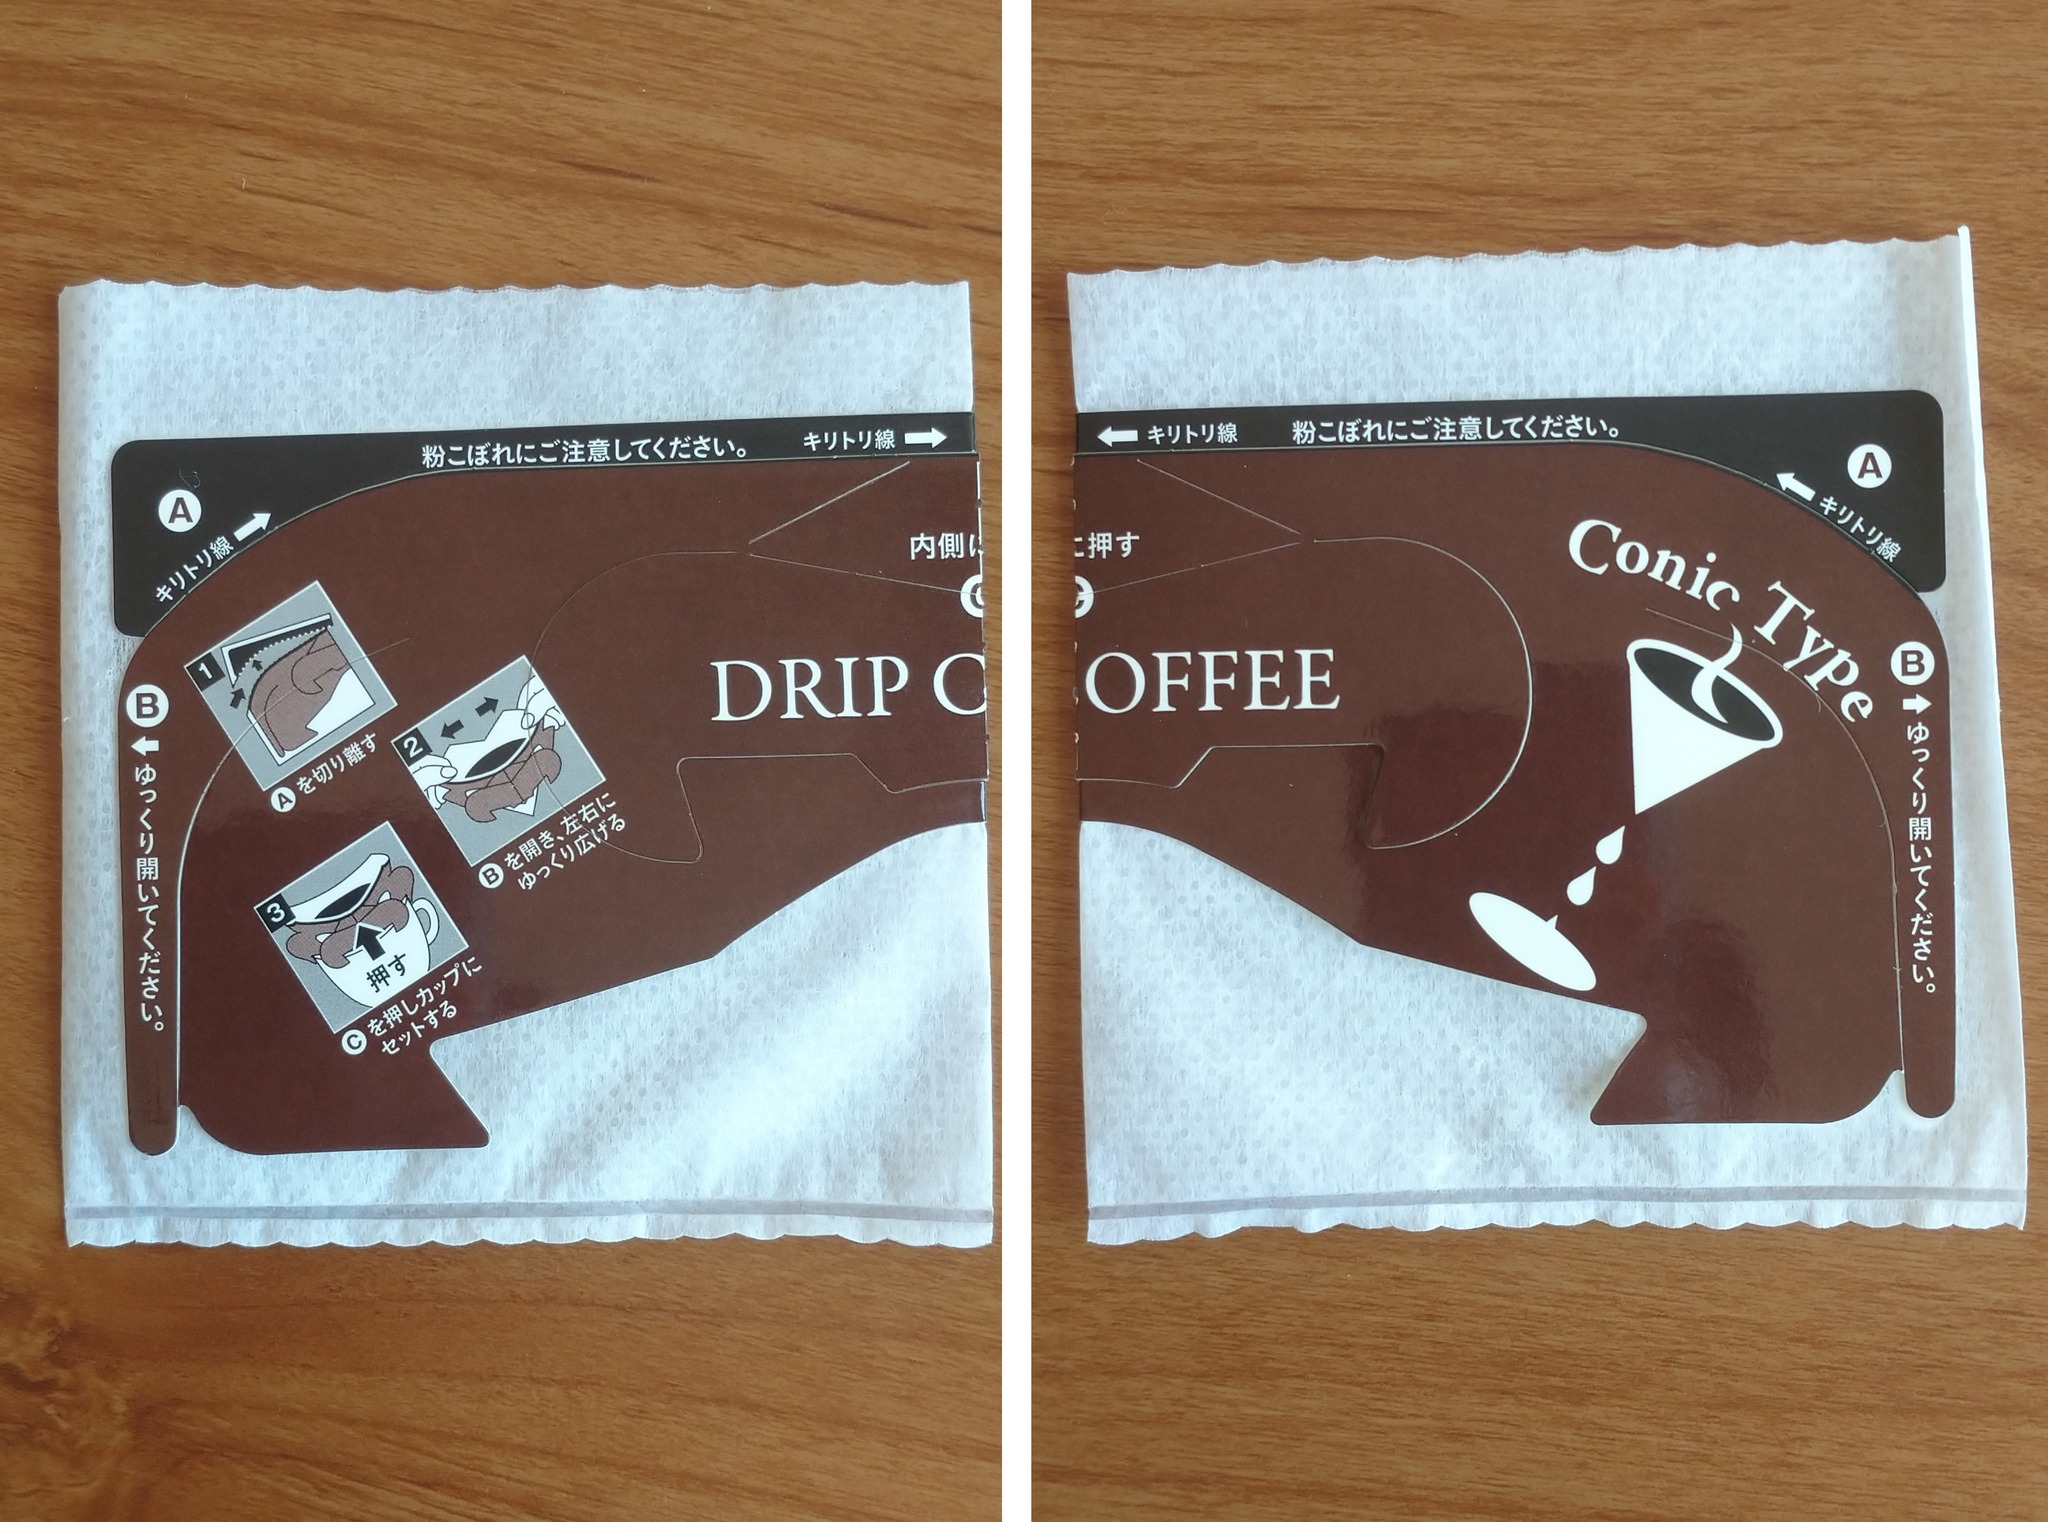 粉こぼれにご注意してください。
キリトリ線
A
キリトリ線
内側に
C
1
Aを切り離す
2
Bを開き、左右に
ゆっくり広げる
B
ゆっくり開いてください。
DRIP C
3
押す
Cを押しカップに
セットする
キリトリ線
粉こぼれにご注意してください。
A
キリトリ線
に押す
C
Conic Type
OFFEE
B
ゆっくり開いてください。